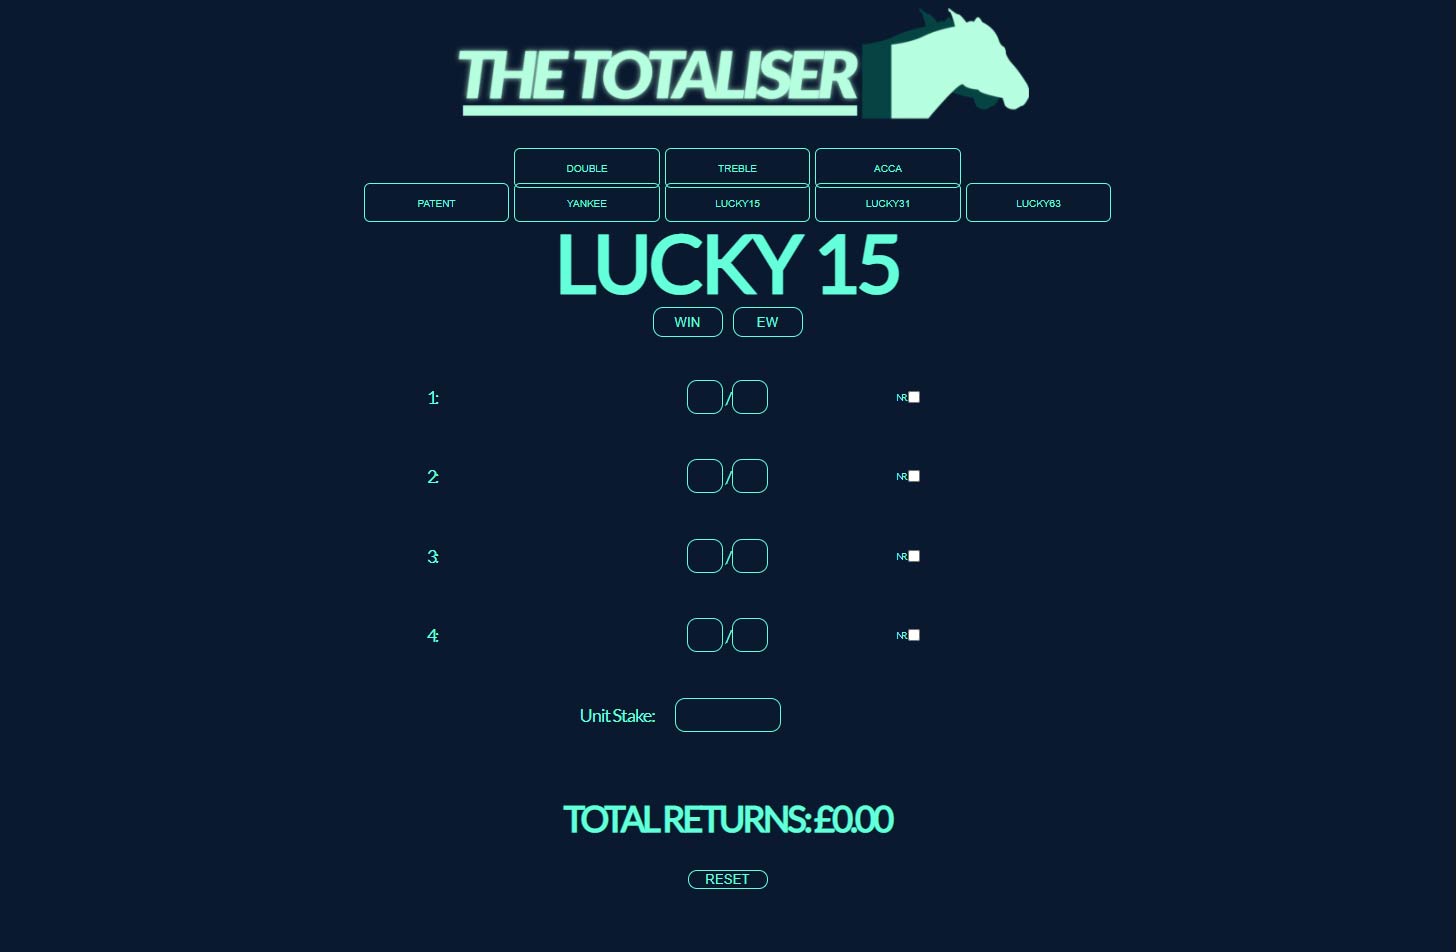 THE TOTALISER
DOUBLE TREBLE ACCA
PATENT YANKEE LUCKY15 LUCKY31 LUCKY63
LUCKY 15
WIN EW
1: / NR
2: / NR
3: / NR
4: / NR
Unit Stake:
TOTAL RETURNS: £0.00
RESET